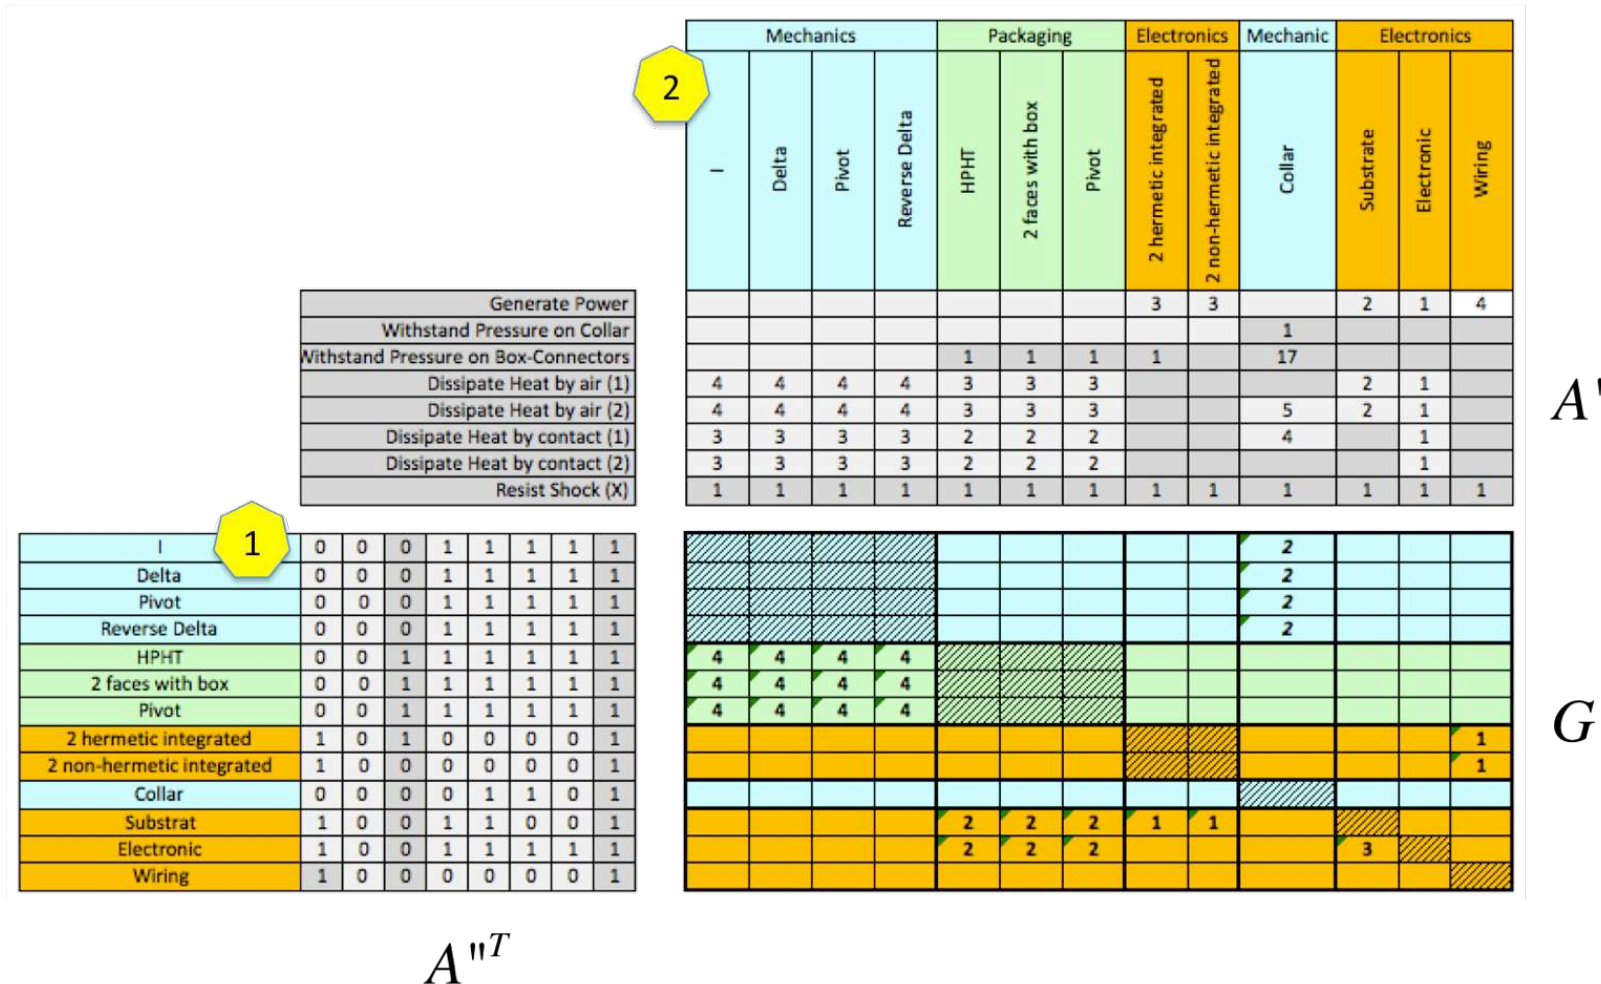 Mechanics Packaging Electronics Mechanic Electronics
2
I Delta Pivot Reverse Delta HPHT 2 faces with box Pivot 2 hermetic integrated 2 non-hermetic integrated Collar Substrate Electronic Wiring
Generate Power 3 3 2 1 4
Withstand Pressure on Collar 1
Withstand Pressure on Box-Connectors 1 1 1 1 17
Dissipate Heat by air (1) 4 4 4 4 3 3 3 2 1
Dissipate Heat by air (2) 4 4 4 4 3 3 3 5 2 1
Dissipate Heat by contact (1) 3 3 3 3 2 2 2 4 1
Dissipate Heat by contact (2) 3 3 3 3 2 2 2 1
Resist Shock (X) 1 1 1 1 1 1 1 1 1 1 1 1 1
A'
1
I 0 0 0 1 1 1 1 1 2
Delta 0 0 0 1 1 1 1 1 2
Pivot 0 0 0 1 1 1 1 1 2
Reverse Delta 0 0 0 1 1 1 1 1 2
HPHT 0 0 1 1 1 1 1 1 4 4 4 4
2 faces with box 0 0 1 1 1 1 1 1 4 4 4 4
Pivot 0 0 1 1 1 1 1 1 4 4 4 4
2 hermetic integrated 1 0 1 0 0 0 0 1 1
2 non-hermetic integrated 1 0 0 0 0 0 0 1 1
Collar 0 0 0 0 1 1 0 1
Substrat 1 0 0 1 1 0 0 1 2 2 2 1 1
Electronic 1 0 0 1 1 1 1 1 2 2 2 3
Wiring 1 0 0 0 0 0 0 1
G
A"T